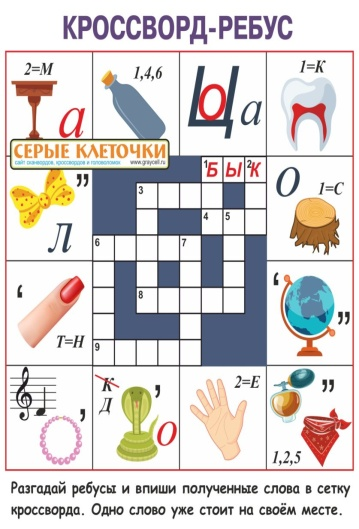 КРОССВОРД-РЕБУС
2=М
1,4,6
1=К
а
Ц О а
СЕРЫЕ КЛЕТОЧКИ
сайт сканвордов, кроссвордов и головоломок www.graycell.ru
1 Б Ы 2 К
”
О
3
1=С
Л
4 5
6 7
‘
‘
8
Т=Н
9
К
2=Е
”
,
Д
,
О
1,2,5
Разгадай ребусы и впиши полученные слова в сетку
кроссворда. Одно слово уже стоит на своём месте.